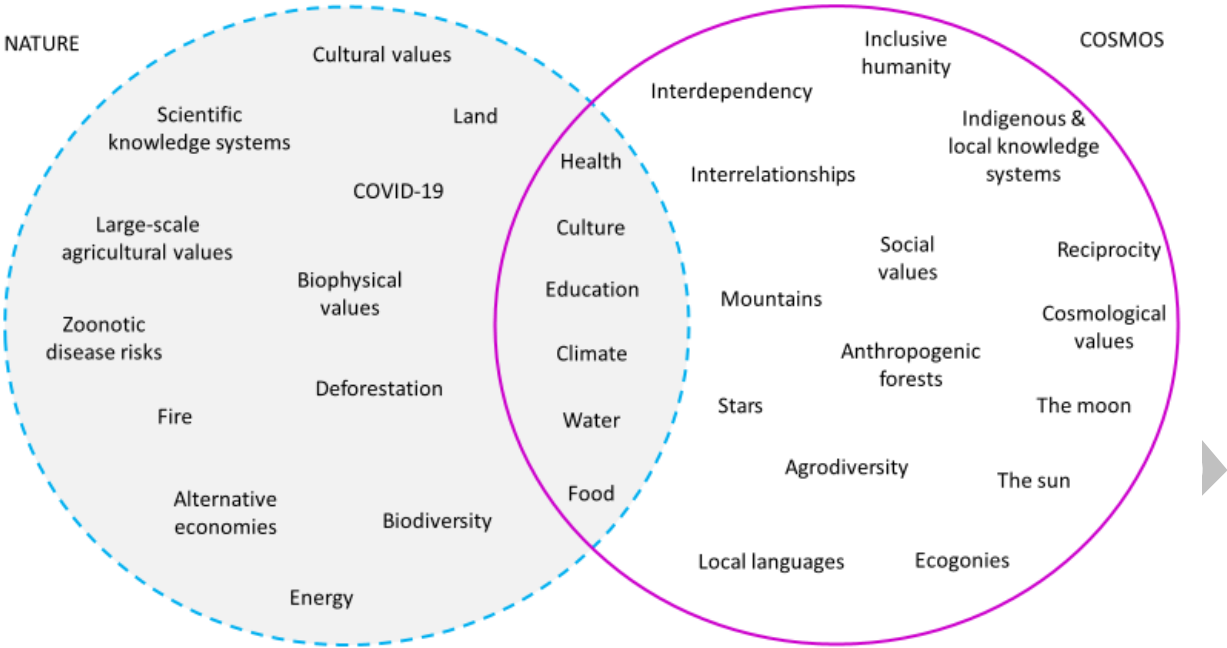 NATURE
Cultural values
Scientific
knowledge systems
Land
COVID-19
Large-scale
agricultural values
Biophysical
values
Zoonotic
disease risks
Deforestation
Fire
Alternative
economies
Biodiversity
Energy
Health
Culture
Education
Climate
Water
Food
COSMOS
Inclusive
humanity
Interdependency
Indigenous &
local knowledge
systems
Interrelationships
Social
values
Reciprocity
Mountains
Cosmological
values
Anthropogenic
forests
Stars
The moon
Agrodiversity
The sun
Local languages
Ecogonies